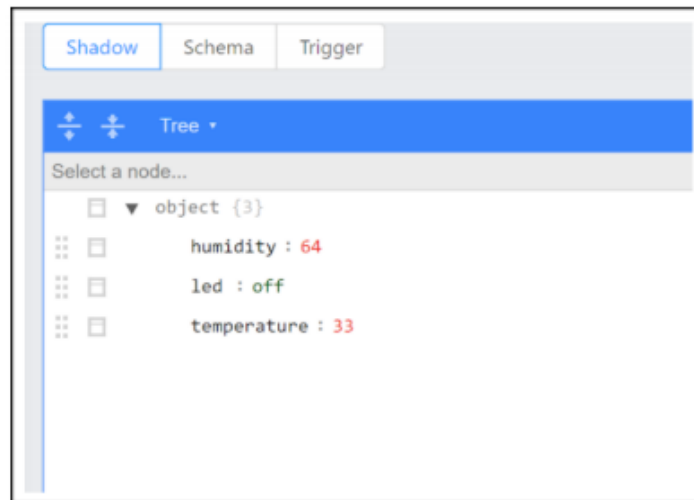 Shadow Schema Trigger
Tree
Select a node...
object {3}
humidity : 64
led : off
temperature : 33